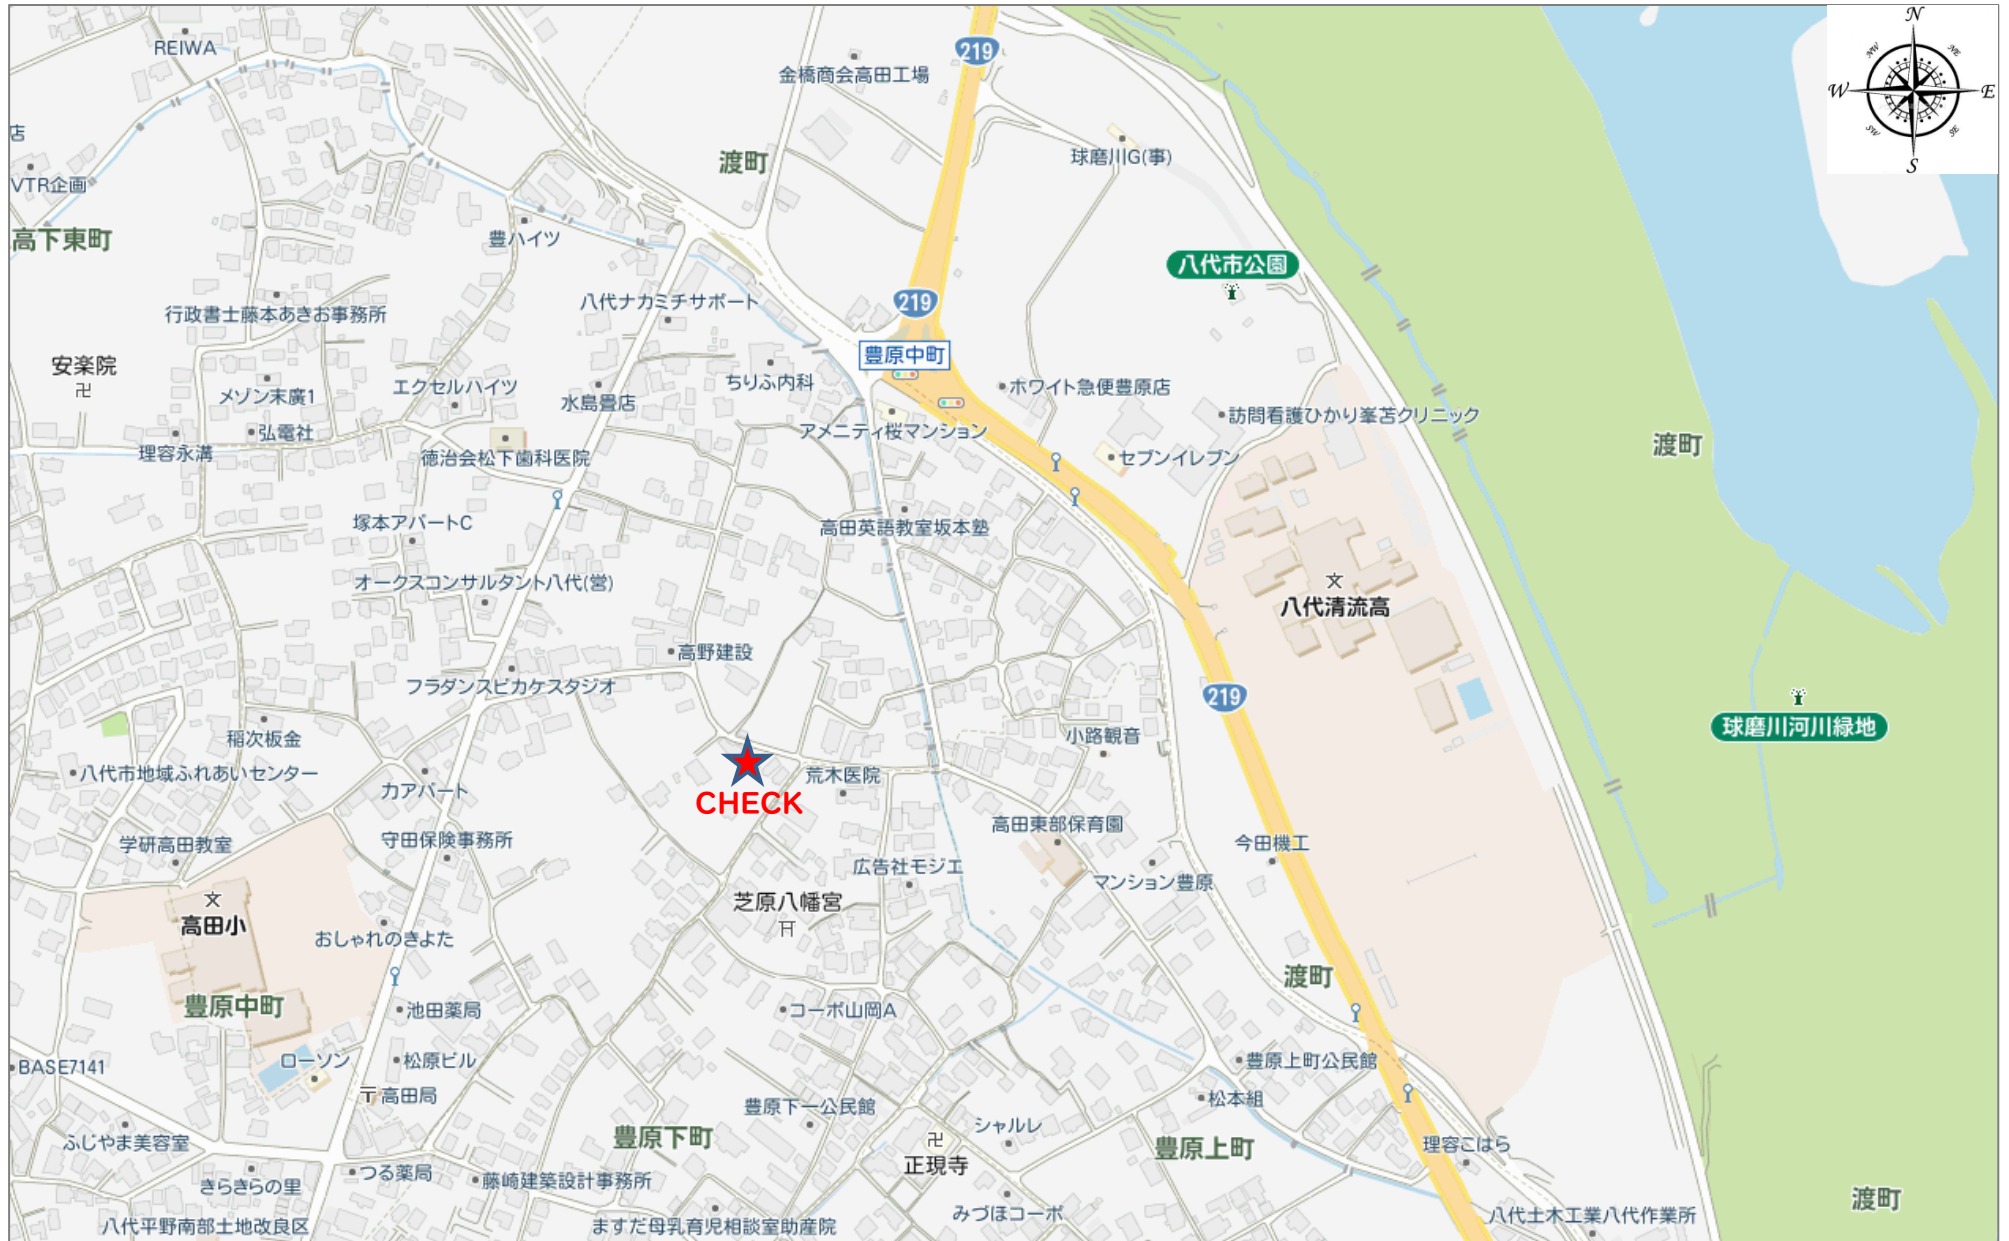 N
NW
NE
W
E
SW
SE
S
REIWA
219
金橋商会高田工場
店
渡町
球磨川G(事)
VTR企画
高下東町
豊ハイツ
八代市公園
行政書士藤本あきお事務所
八代ナカミチサポート
219
豊原中町
安楽院
メゾン末廣1
エクセルハイツ
水島畳店
ちりふ内科
ホワイト急便豊原店
訪問看護ひかり峯苫クリニック
弘電社
理容永溝
徳治会松下歯科医院
アメニティ桜マンション
セブンイレブン
渡町
塚本アパートC
高田英語教室坂本塾
オークスコンサルタント八代(営)
文
八代清流高
高野建設
フラダンスピカケスタジオ
219
球磨川河川緑地
稲次板金
小路観音
八代市地域ふれあいセンター
力アパート
荒木医院
CHECK
学研高田教室
守田保険事務所
高田東部保育園
今田機工
広告社モジエ
マンション豊原
文
高田小
芝原八幡宮
おしゃれのきよた
渡町
豊原中町
池田薬局
コーポ山岡A
BASE7141
ローソン
松原ビル
豊原上町公民館
〒高田局
松本組
豊原下一公民館
ふじやま美容室
豊原下町
シャルレ
豊原上町
理容こはら
正現寺
きらきらの里
つる薬局
藤崎建築設計事務所
渡町
八代平野南部土地改良区
ますだ母乳育児相談室助産院
みづほコーポ
八代土木工業八代作業所